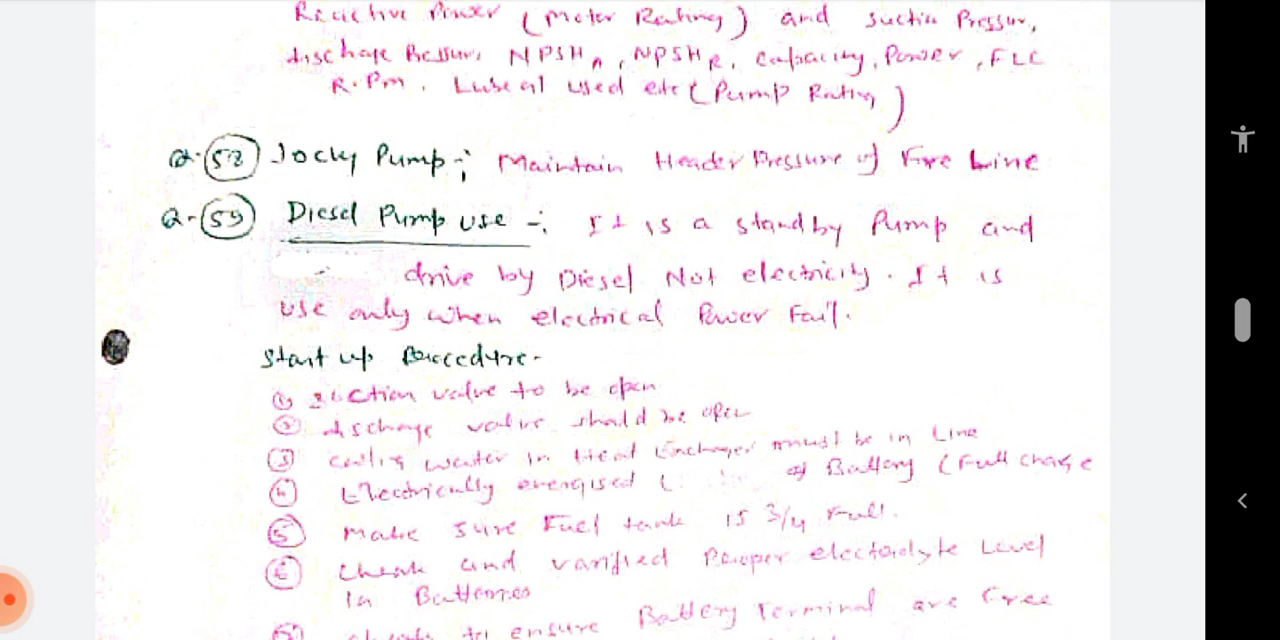 Reactive Power (Motor Rating) and suction Pressure,
discharge Pressure, NPSH A, NPSH R, Capacity, Power, FLC
R.Pm, Lubeoil used etc (Pump Rating)
Q-58 Jocky Pump -; Maintain Header Pressure of Fire Line
Q-59 Diesel Pump use -: It is a standby Pump and
drive by Diesel Not electricity. It is
use only when electrical Power Fail.
Start up Procedure-
1 suction valve to be open
2 discharge valve should be open
3 cooling water in Heat Exchanger must be in Line
4 Electrically energised ( of Battery (Full charge
5 make sure Fuel tank is 3/4 Full.
6 cheak and varified Proper electrolyte Level
in Batteries
to ensure Battery Terminal are Free